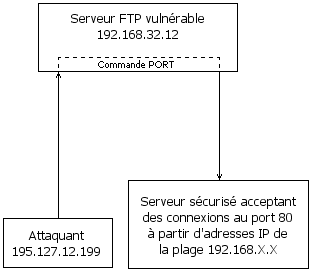 Serveur FTP vulnérable
192.168.32.12
Commande PORT
Serveur sécurisé acceptant
des connexions au port 80
à partir d'adresses IP de
la plage 192.168.X.X
Attaquant
195.127.12.199